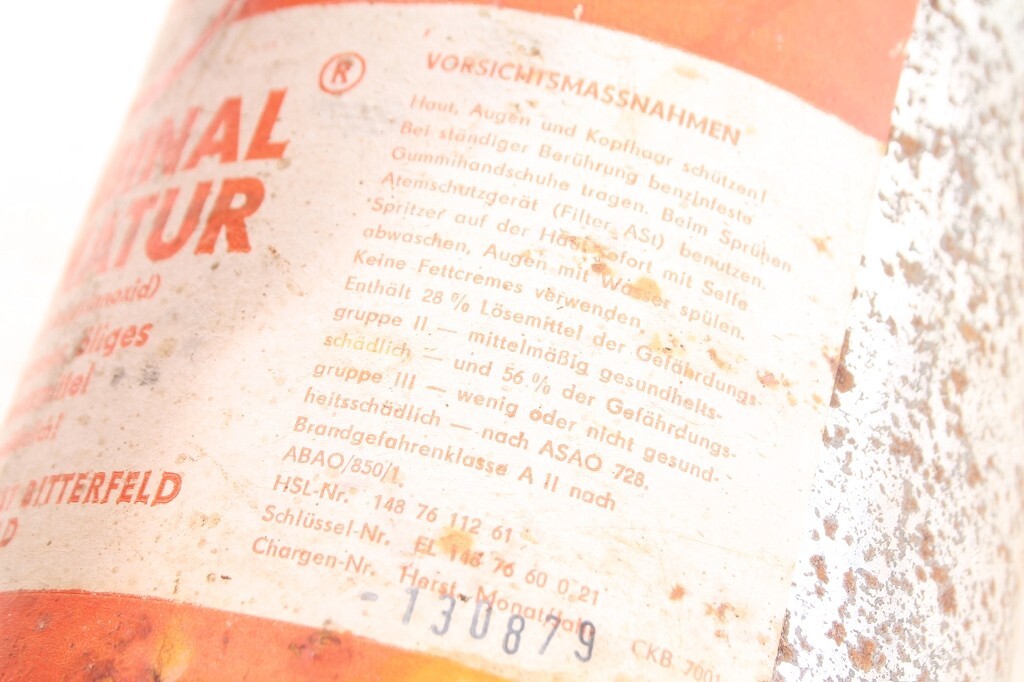 ®
INAL
ATUR
noxid)
liges
BITTERFELD
D
VORSICHTSMASSNAHMEN
Haut, Augen und Kopfhaar schützen!
Bei ständiger Berührung benzinfeste
Gummihandschuhe tragen. Beim Sprühen
Atemschutzgerät (Filter ASt) benutzen.
Spritzer auf der Haut sofort mit Seife
abwaschen, Augen mit Wasser spülen.
Keine Fettcremes verwenden.
Enthält 28 % Lösemittel der Gefährdungs-
gruppe II — mittelmäßig gesundheits-
schädlich — und 56 % der Gefährdungs-
gruppe III — wenig oder nicht gesund-
heitsschädlich — nach ASAO 728.
Brandgefahrenklasse A II nach
ABAO/850/1.
HSL-Nr. 148 76 112 61
Schlüssel-Nr. EL 148 76 60 0 21
Chargen-Nr. Herst. Monat/Jahr
- 130879
CKB 7001